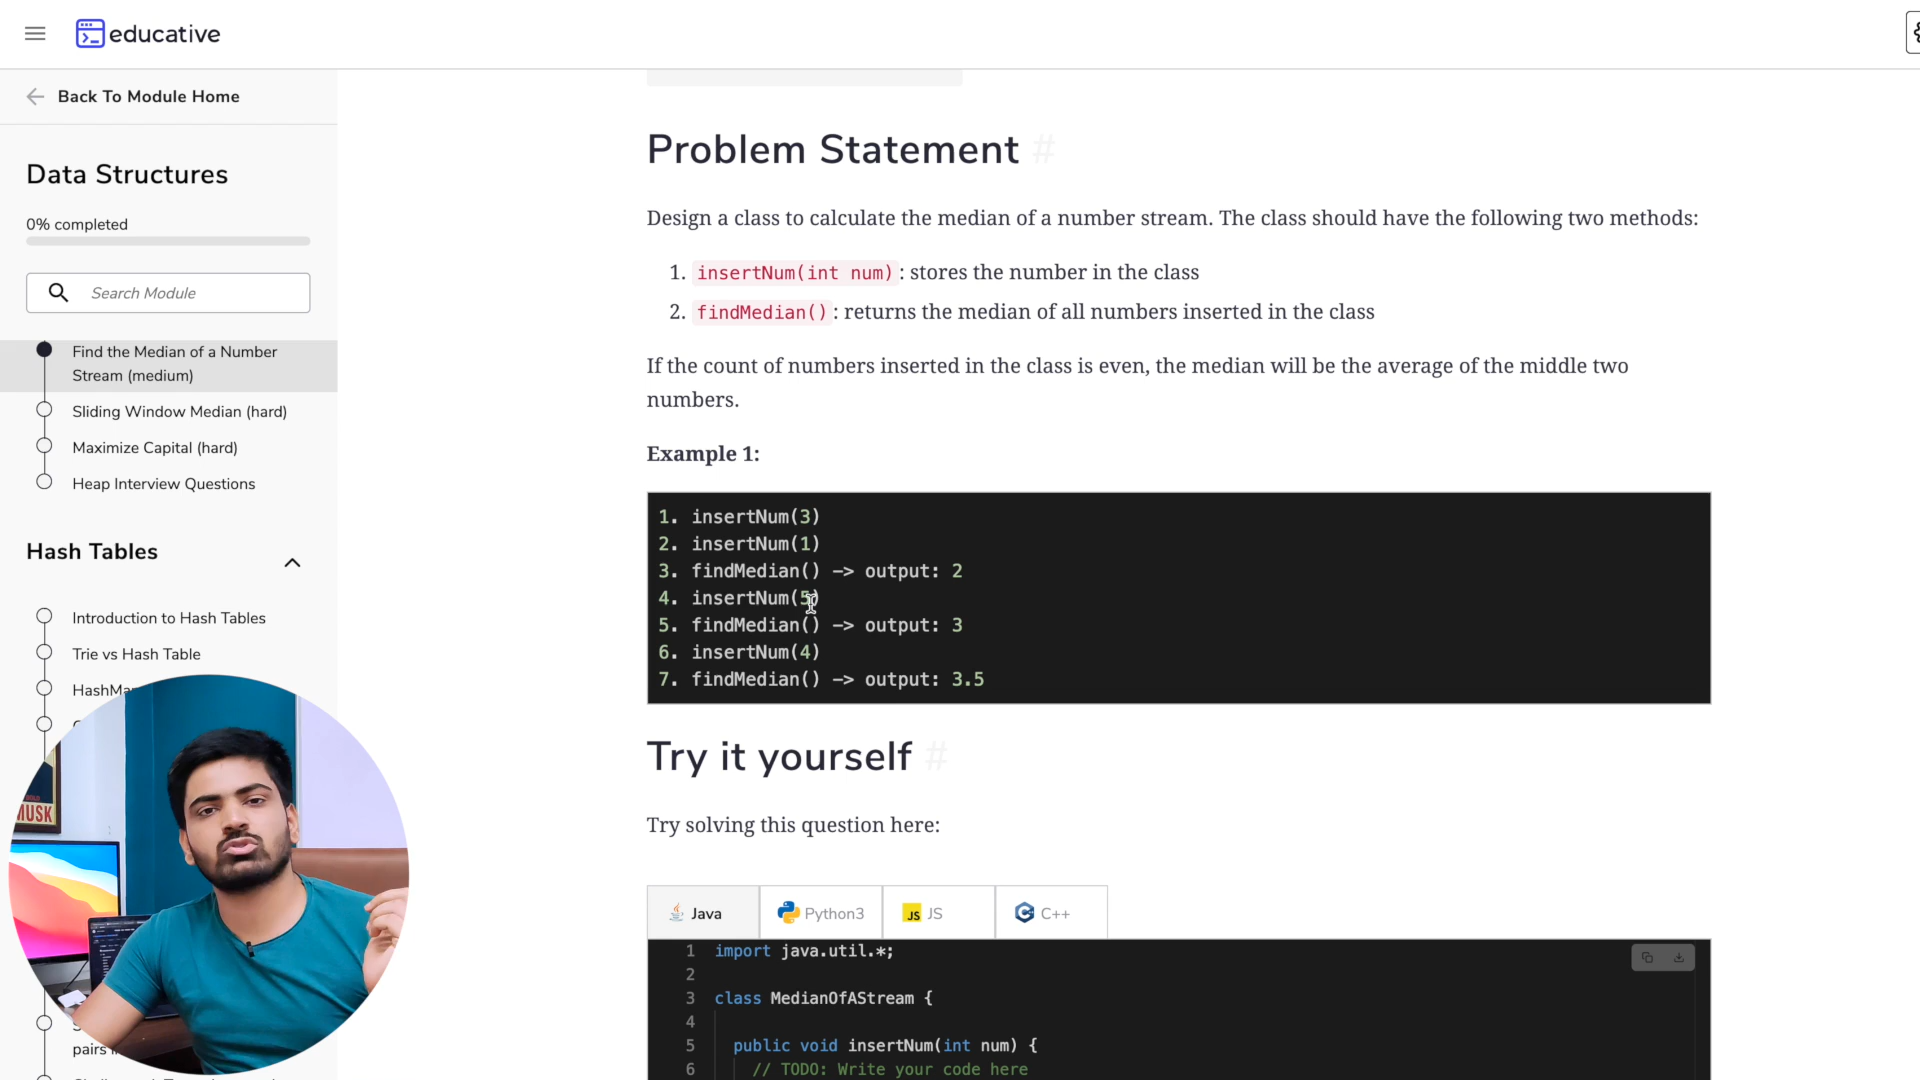 educative
Back To Module Home
Data Structures
0% completed
Search Module
Find the Median of a Number
Stream (medium)
Sliding Window Median (hard)
Maximize Capital (hard)
Heap Interview Questions
Hash Tables
Introduction to Hash Tables
Trie vs Hash Table
pairs
MUSK
Problem Statement #
Design a class to calculate the median of a number stream. The class should have the following two methods:
1. insertNum(int num): stores the number in the class
2. findMedian(): returns the median of all numbers inserted in the class
If the count of numbers inserted in the class is even, the median will be the average of the middle two
numbers.
Example 1:
1. insertNum(3)
2. insertNum(1)
3. findMedian() -> output: 2
4. insertNum(5)
5. findMedian() -> output: 3
6. insertNum(4)
7. findMedian() -> output: 3.5
Try it yourself #
Try solving this question here:
Java
Python3
JS JS
C++
1 import java.util.*;
2
3 class MedianOfAStream {
4
5 public void insertNum(int num) {
6 // TODO: Write your code here